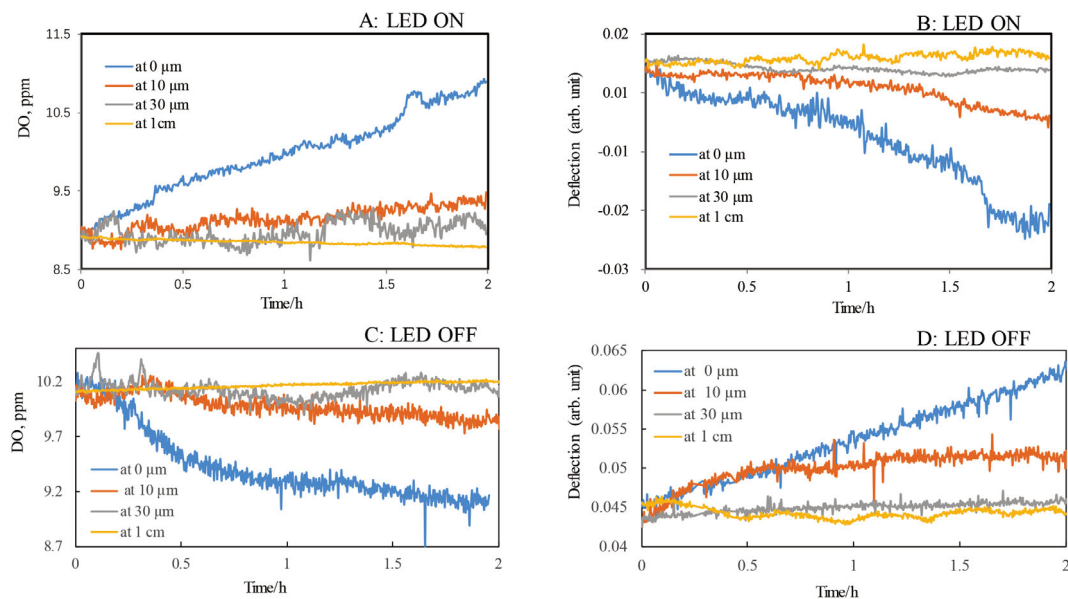 A: LED ON
11.5
10.5
9.5
8.5
DO, ppm
at 0 µm
at 10 µm
at 30 µm
at 1cm
0 0.5 1 1.5 2
Time/h
B: LED ON
0.02
0.01
-0.01
-0.02
-0.03
Deflection (arb. unit)
at 0 µm
at 10 µm
at 30 µm
at 1 cm
0 0.5 1 1.5 2
Time/h
C: LED OFF
10.2
9.7
9.2
8.7
DO, ppm
at 0 µm
at 10 µm
at 30 µm
at 1 cm
0 0.5 1 1.5 2
Time/h
D: LED OFF
0.065
0.06
0.055
0.05
0.045
0.04
Deflection (arb. unit)
at 0 µm
at 10 µm
at 30 µm
at 1 cm
0 0.5 1 1.5 2
Time/h